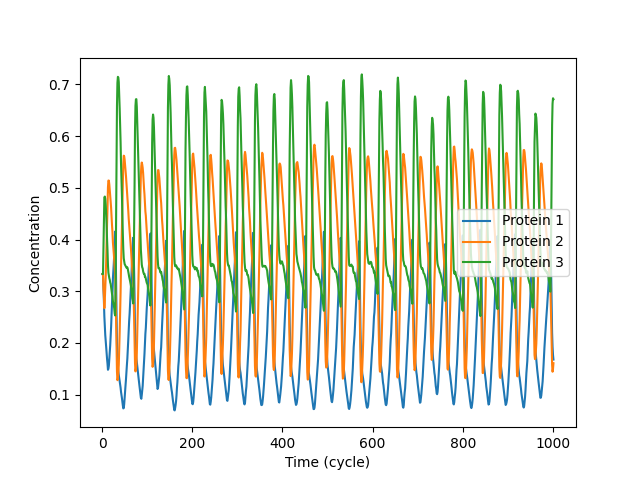 Concentration
0.7
0.6
0.5
0.4
0.3
0.2
0.1
Protein 1
Protein 2
Protein 3
0
200
400
600
800
1000
Time (cycle)